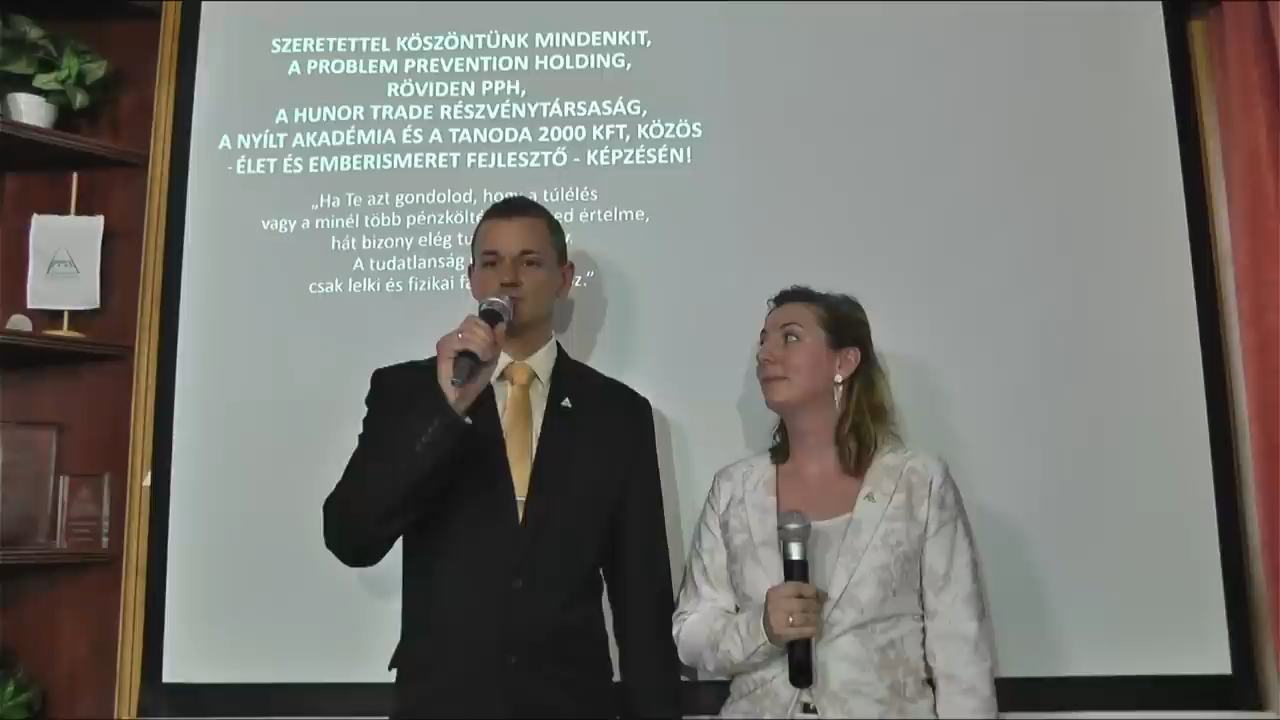 SZERETETTEL KÖSZÖNTÜNK MINDENKIT,
A PROBLEM PREVENTION HOLDING,
RÖVIDEN PPH,
A HUNOR TRADE RÉSZVÉNYTÁRSASÁG,
A NYÍLT AKADÉMIA ÉS A TANODA 2000 KFT, KÖZÖS
- ÉLET ÉS EMBERISMERET FEJLESZTŐ - KÉPZÉSÉN!
„Ha Te azt gondolod, hogy a túlélés
vagy a minél több értelme,
hát bizony elég
A tudatlanság
csak lelki és fizikai